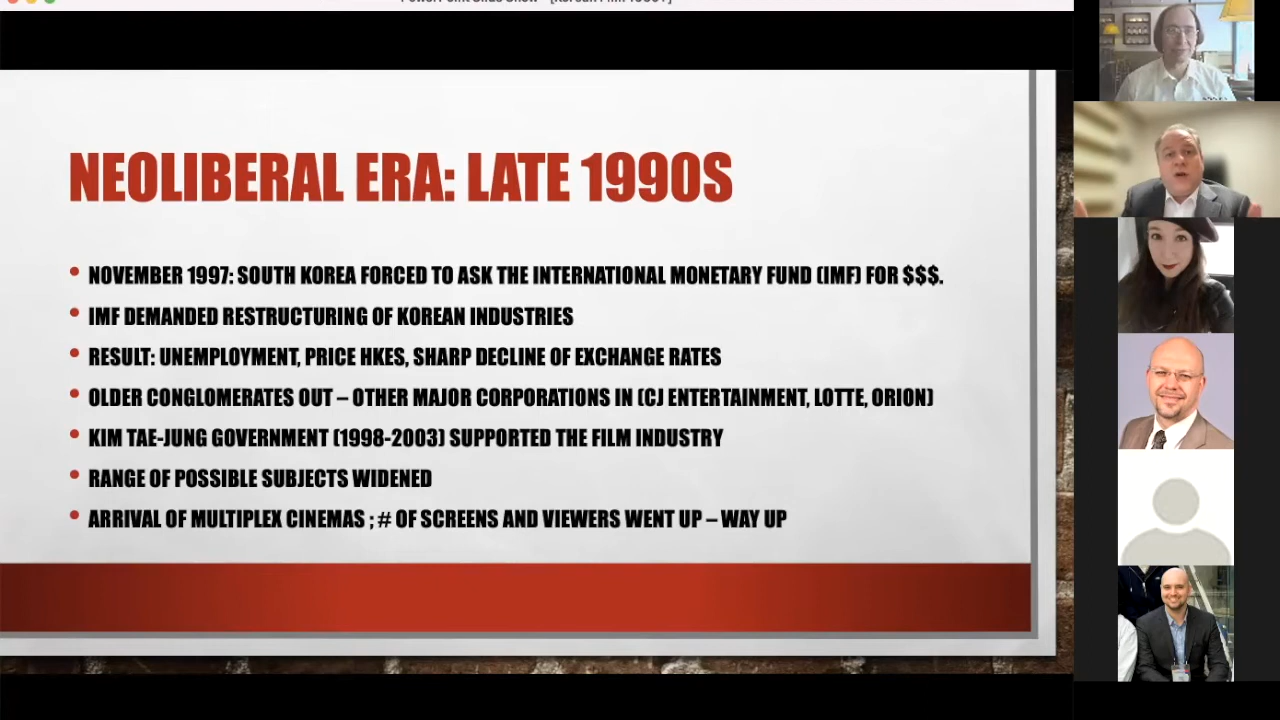 NEOLIBERAL ERA: LATE 1990S
• NOVEMBER 1997: SOUTH KOREA FORCED TO ASK THE INTERNATIONAL MONETARY FUND (IMF) FOR $$$.
• IMF DEMANDED RESTRUCTURING OF KOREAN INDUSTRIES
• RESULT: UNEMPLOYMENT, PRICE HKES, SHARP DECLINE OF EXCHANGE RATES
• OLDER CONGLOMERATES OUT – OTHER MAJOR CORPORATIONS IN (CJ ENTERTAINMENT, LOTTE, ORION)
• KIM TAE-JUNG GOVERNMENT (1998-2003) SUPPORTED THE FILM INDUSTRY
• RANGE OF POSSIBLE SUBJECTS WIDENED
• ARRIVAL OF MULTIPLEX CINEMAS ; # OF SCREENS AND VIEWERS WENT UP – WAY UP